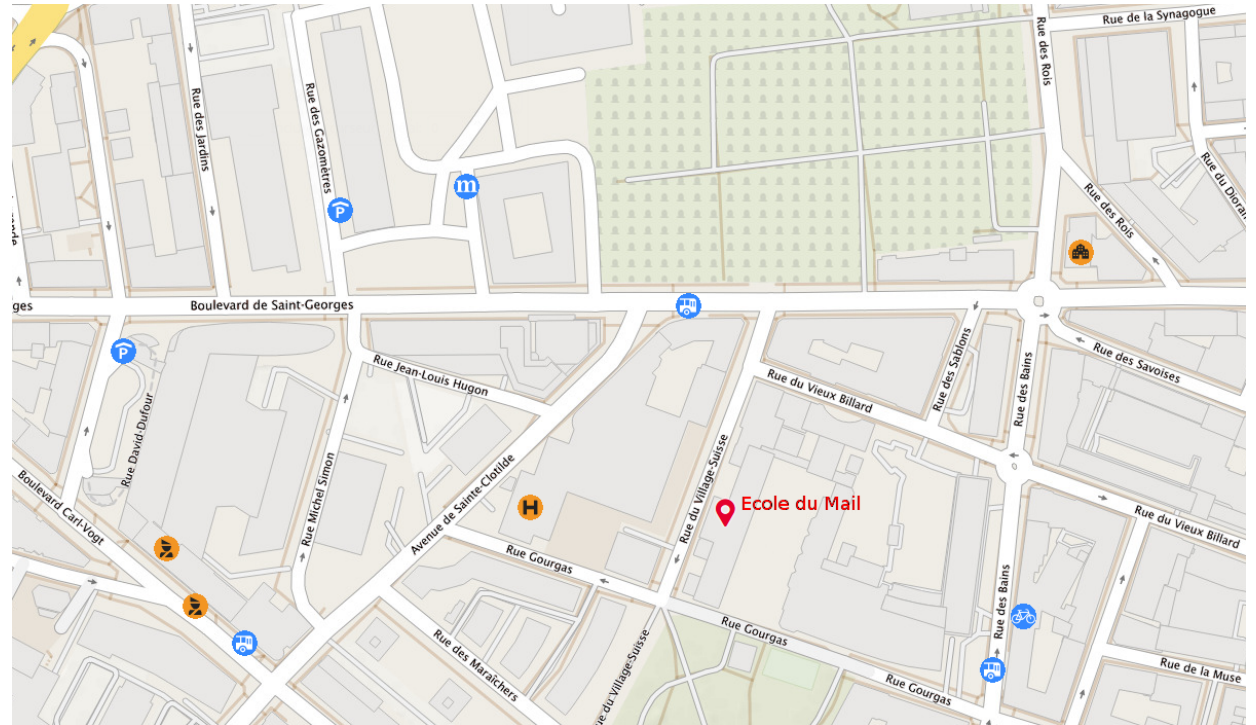 Rue de la Synagogue
Rue des Rois
Rue des Jardins
Rue des Gazomètres
m
P
Rue du
Rue des Rois
ges
Boulevard de Saint-Georges
P
Rue Jean-Louis Hugon
Rue des Sablons
Rue des Bains
Rue des Savoises
Rue du Vieux Billard
Rue David-Dufour
Rue Michel Simon
Avenue de Sainte-Clotilde
Rue du Village-Suisse
Boulevard Carl-Vogt
H
Ecole du Mail
Rue du Vieux Billard
Rue Gourgas
Rue des Bains
Rue Gourgas
Rue des Maraîchers
Rue de la Muse
ue du Village-Suisse
Rue Gourgas